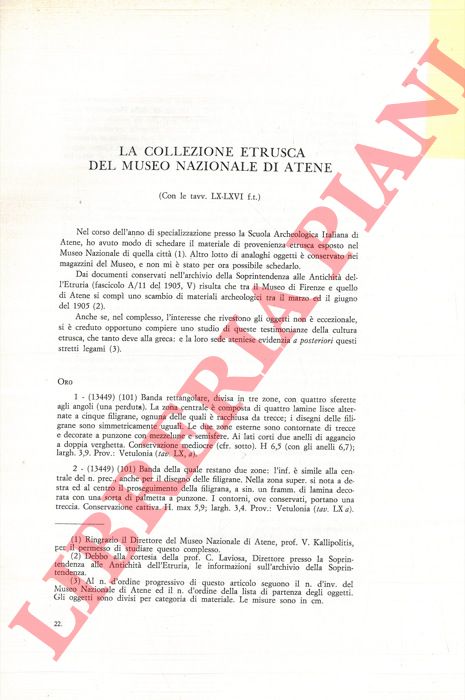 LA COLLEZIONE ETRUSCA
DEL MUSEO NAZIONALE DI ATENE
(Con le tavv. LX-LXVI f.t.)
Nel corso dell'anno di specializzazione presso la Scuola Archeologica Italiana di
Atene, ho avuto modo di schedare il materiale di provenienza etrusca esposto nel
Museo Nazionale di quella città (1). Altro lotto di analoghi oggetti è conservato nei
magazzini del Museo, e non mi è stato per ora possibile schedarlo.
Dai documenti conservati nell'archivio della Soprintendenza alle Antichità del-
l'Etruria (fascicolo A/11 del 1905, V) risulta che tra il Museo di Firenze e quello
di Atene si compì uno scambio di materiali archeologici tra il marzo ed il giugno
del 1905 (2).
Anche se, nel complesso, l'interesse che rivestono gli oggetti non è eccezionale,
si è creduto opportuno compiere uno studio di queste testimonianze della cultura
etrusca, che tanto deve alla greca: e la loro sede ateniese evidenzia a posteriori questi
stretti legami (3).
ORO
1 - (13449) (101) Banda rettangolare, divisa in tre zone, con quattro sferette
agli angoli (una perduta). La zona centrale è composta di quattro lamine lisce alter-
nate a cinque filigrane, ognuna delle quali è racchiusa da trecce; i disegni delle fili-
grane sono simmetricamente uguali. Le due zone esterne sono contornate di trecce
e decorate a punzone con archetti e semisfere. Ai lati corti due anelli di aggancio
a doppia verghetta. Conservazione mediocre (cfr. sotto). H 6,5 (con gli anelli 6,7);
largh. 3,9. Prov.: Vetulonia (tav. LX, a).
2 - (13449) (101) Banda della quale restano due zone: l'inf. è simile alla cen-
trale del n. prec., anche per il disegno delle filigrane. Nella zona super. si nota a de-
stra ed al centro il proseguimento della filigrana, a sin. un framm. di lamina deco-
rata con una sorta di palmetta a punzone. I contorni, ove conservati, portano una
treccia. Conservazione cattiva. H. max 5,9; largh. 3,4. Prov.: Vetulonia (tav. LX a).
(1) Ringrazio il Direttore del Museo Nazionale di Atene, prof. V. Kallipolitis,
per il permesso di studiare questo complesso.
(2) Debbo alla cortesia della prof. C. Laviosa, Direttore presso la Soprin-
tendenza alle Antichità dell'Etruria, le informazioni sull'archivio della Soprin-
tendenza.
(3) Al n. d'ordine progressivo di questo articolo seguono il n. d'inv. del
Museo Nazionale di Atene ed il n. d'ordine della lista di partenza degli oggetti.
Gli oggetti sono divisi per categoria di materiale. Le misure sono in cm.
22.
LIBRERIA PIANI